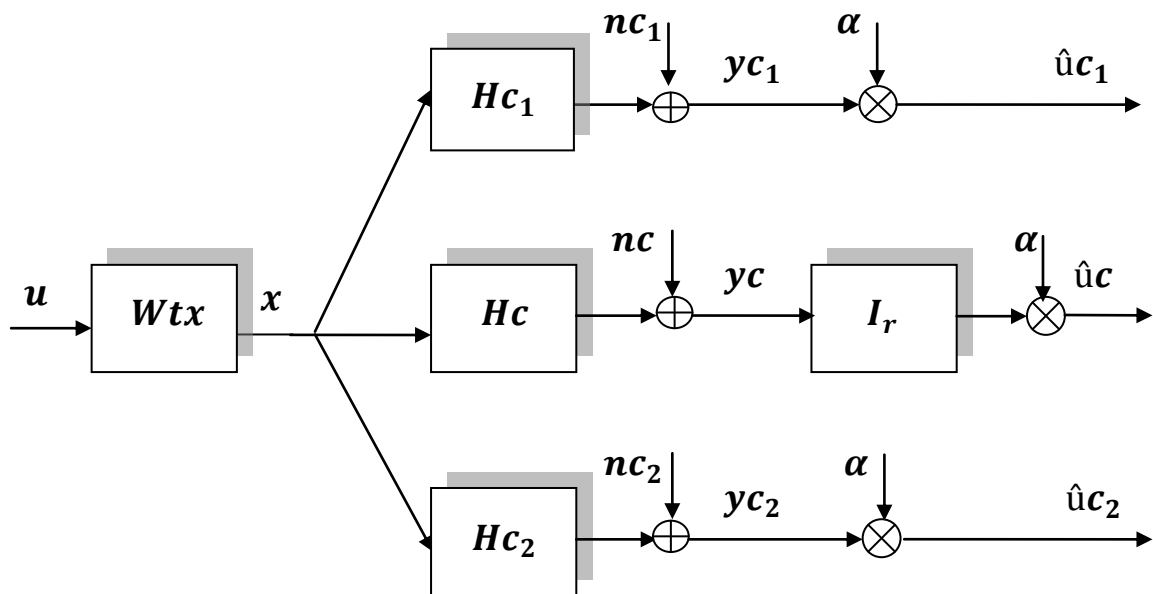 nc₁
α
Hc₁
yc₁
ûc₁
u
Wtx
x
nc
Hc
yc
I_r
α
ûc
nc₂
α
Hc₂
yc₂
ûc₂